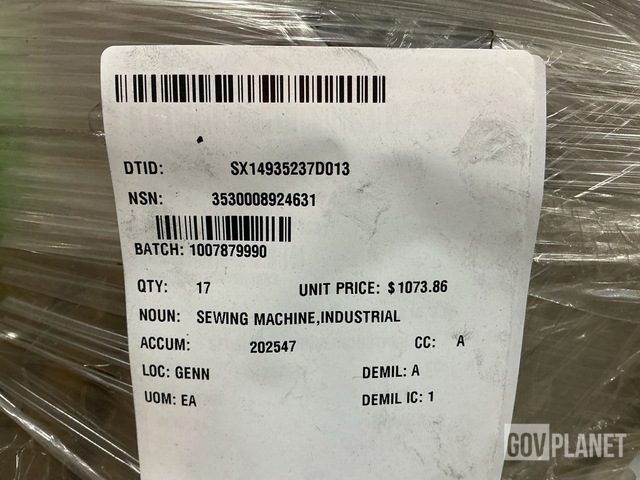 DTID: SX14935237D013
NSN: 3530008924631
BATCH: 1007879990
QTY: 17 UNIT PRICE: $1073.86
NOUN: SEWING MACHINE,INDUSTRIAL
ACCUM: 202547 CC: A
LOC: GENN DEMIL: A
UOM: EA DEMIL IC: 1
GOVPLANET